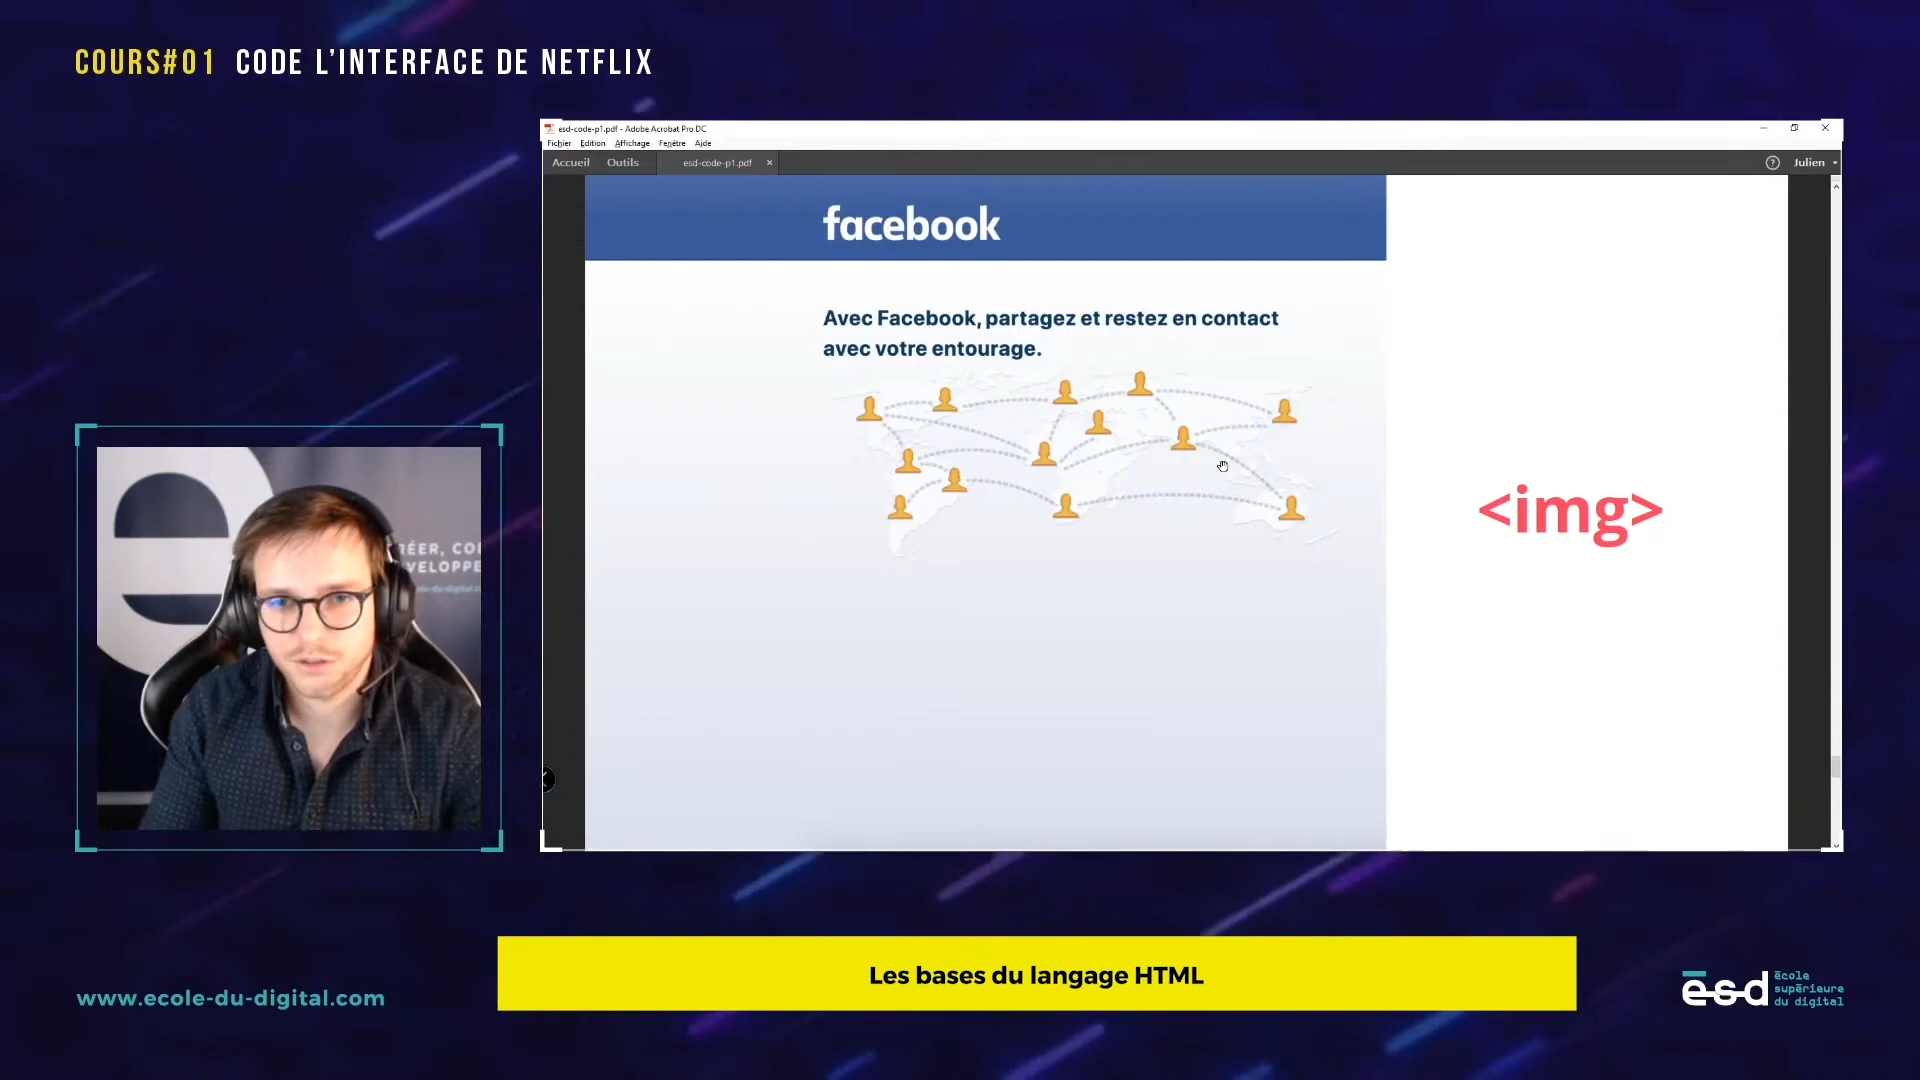 COURS#01 CODE L'INTERFACE DE NETFLIX
esd-code-p1.pdf - Adobe Acrobat Pro DC
Fichier Edition Affichage Fenêtre Aide
Accueil Outils esd-code-p1.pdf × ? Julien
facebook
Avec Facebook, partagez et restez en contact
avec votre entourage.
<img>
e
Les bases du langage HTML
www.ecole-du-digital.com
ēsd école
supérieure
du digital